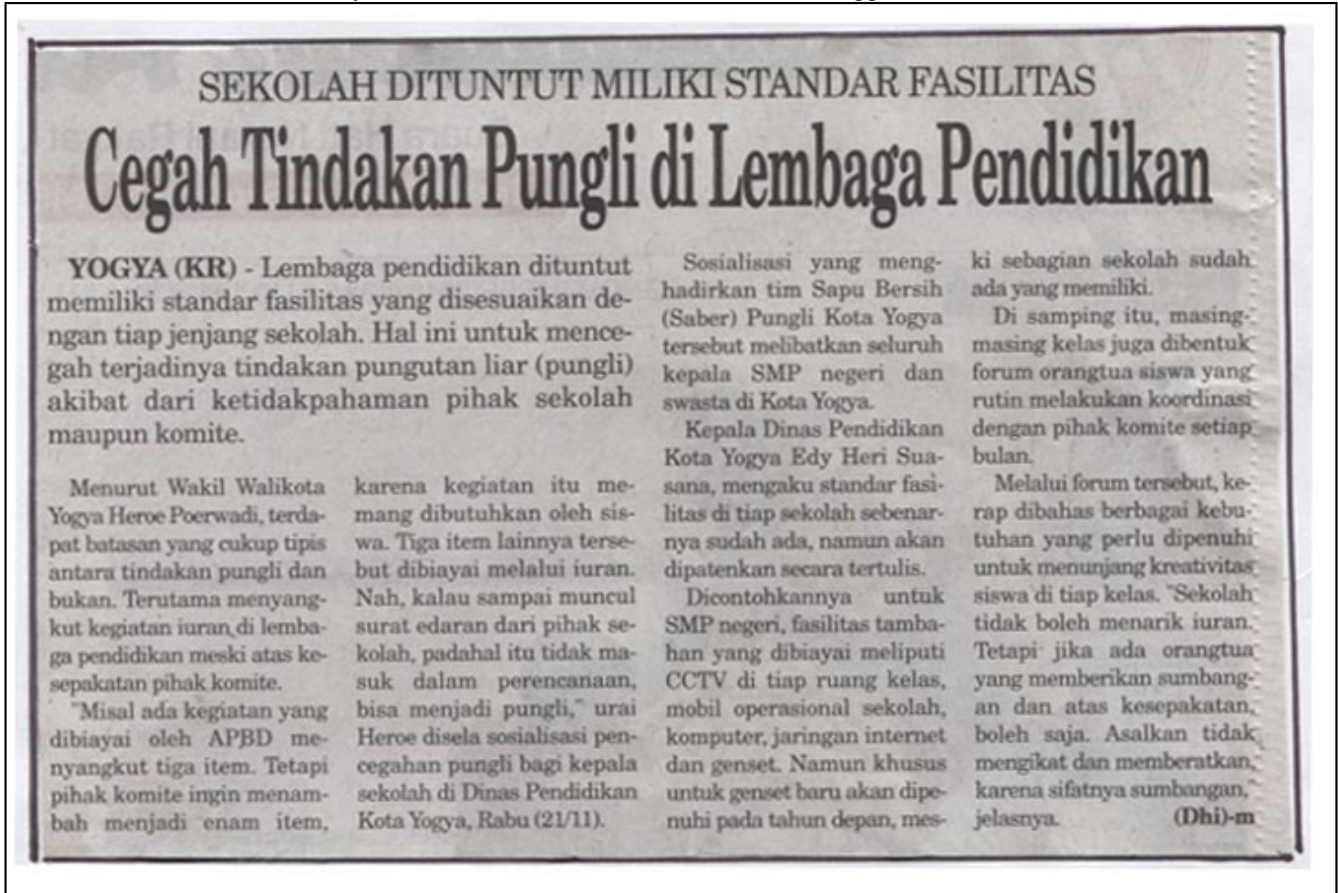 SEKOLAH DITUNTUT MILIKI STANDAR FASILITAS
Cegah Tindakan Pungli di Lembaga Pendidikan
YOGYA (KR) - Lembaga pendidikan dituntut
memiliki standar fasilitas yang disesuaikan de-
ngan tiap jenjang sekolah. Hal ini untuk mence-
gah terjadinya tindakan pungutan liar (pungli)
akibat dari ketidakpahaman pihak sekolah
maupun komite.
Menurut Wakil Walikota
Yogya Heroe Poerwadi, terda-
pat batasan yang cukup tipis
antara tindakan pungli dan
bukan. Terutama menyang-
kut kegiatan iuran di lemba-
ga pendidikan meski atas ke-
sepakatan pihak komite.
"Misal ada kegiatan yang
dibiayai oleh APBD me-
nyangkut tiga item. Tetapi
pihak komite ingin menam-
bah menjadi enam item,
karena kegiatan itu me-
mang dibutuhkan oleh sis-
wa. Tiga item lainnya terse-
but dibiayai melalui iuran.
Nah, kalau sampai muncul
surat edaran dari pihak se-
kolah, padahal itu tidak ma-
suk dalam perencanaan,
bisa menjadi pungli," urai
Heroe disela sosialisasi pen-
cegahan pungli bagi kepala
sekolah di Dinas Pendidikan
Kota Yogya, Rabu (21/11).
Sosialisasi yang meng-
hadirkan tim Sapu Bersih
(Saber) Pungli Kota Yogya
tersebut melibatkan seluruh
kepala SMP negeri dan
swasta di Kota Yogya.
Kepala Dinas Pendidikan
Kota Yogya Edy Heri Sua-
sana, mengaku standar fasi-
litas di tiap sekolah sebenar-
nya sudah ada, namun akan
dipatenkan secara tertulis.
Dicontohkannya untuk
SMP negeri, fasilitas tamba-
han yang dibiayai meliputi
CCTV di tiap ruang kelas,
mobil operasional sekolah,
komputer, jaringan internet
dan genset. Namun khusus
untuk genset baru akan dipe-
nuhi pada tahun depan, mes-
ki sebagian sekolah sudah
ada yang memiliki.
Di samping itu, masing-
masing kelas juga dibentuk
forum orangtua siswa yang
rutin melakukan koordinasi
dengan pihak komite setiap
bulan.
Melalui forum tersebut, ke-
rap dibahas berbagai kebu-
tuhan yang perlu dipenuhi
untuk menunjang kreativitas
siswa di tiap kelas. "Sekolah
tidak boleh menarik iuran.
Tetapi jika ada orangtua
yang memberikan sumbang-
an dan atas kesepakatan,
boleh saja. Asalkan tidak
mengikat dan memberatkan,
karena sifatnya sumbangan,"
jelasnya. (Dhi)-m